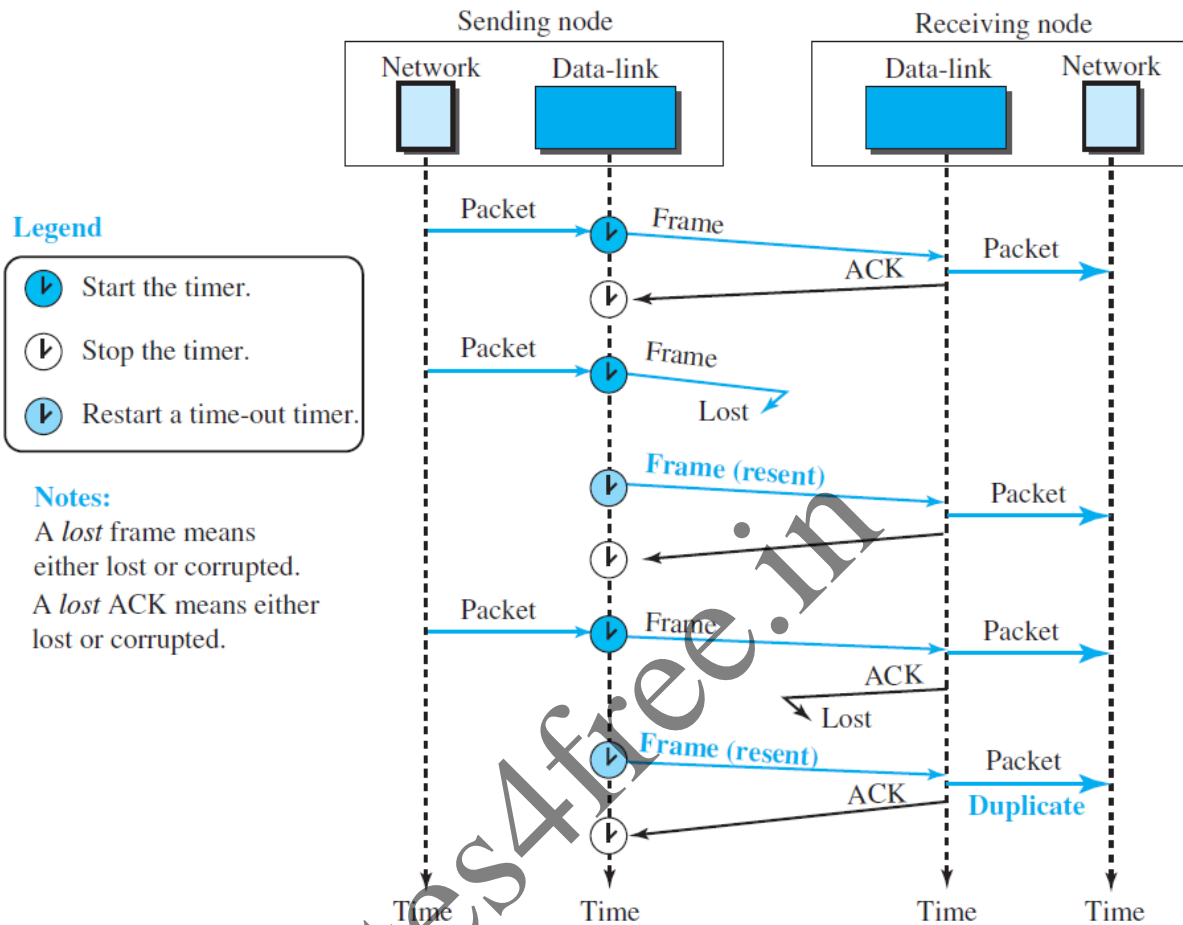 Sending node
Receiving node
Network
Data-link
Data-link
Network
Legend
Start the timer.
Stop the timer.
Restart a time-out timer.
Notes:
A lost frame means
either lost or corrupted.
A lost ACK means either
lost or corrupted.
Packet
Frame
Packet
ACK
Packet
Frame
Lost
Frame (resent)
Packet
Packet
Frame
Packet
ACK
Lost
Frame (resent)
Packet
ACK
Duplicate
Time
Time
Time
Time
tes4free.in